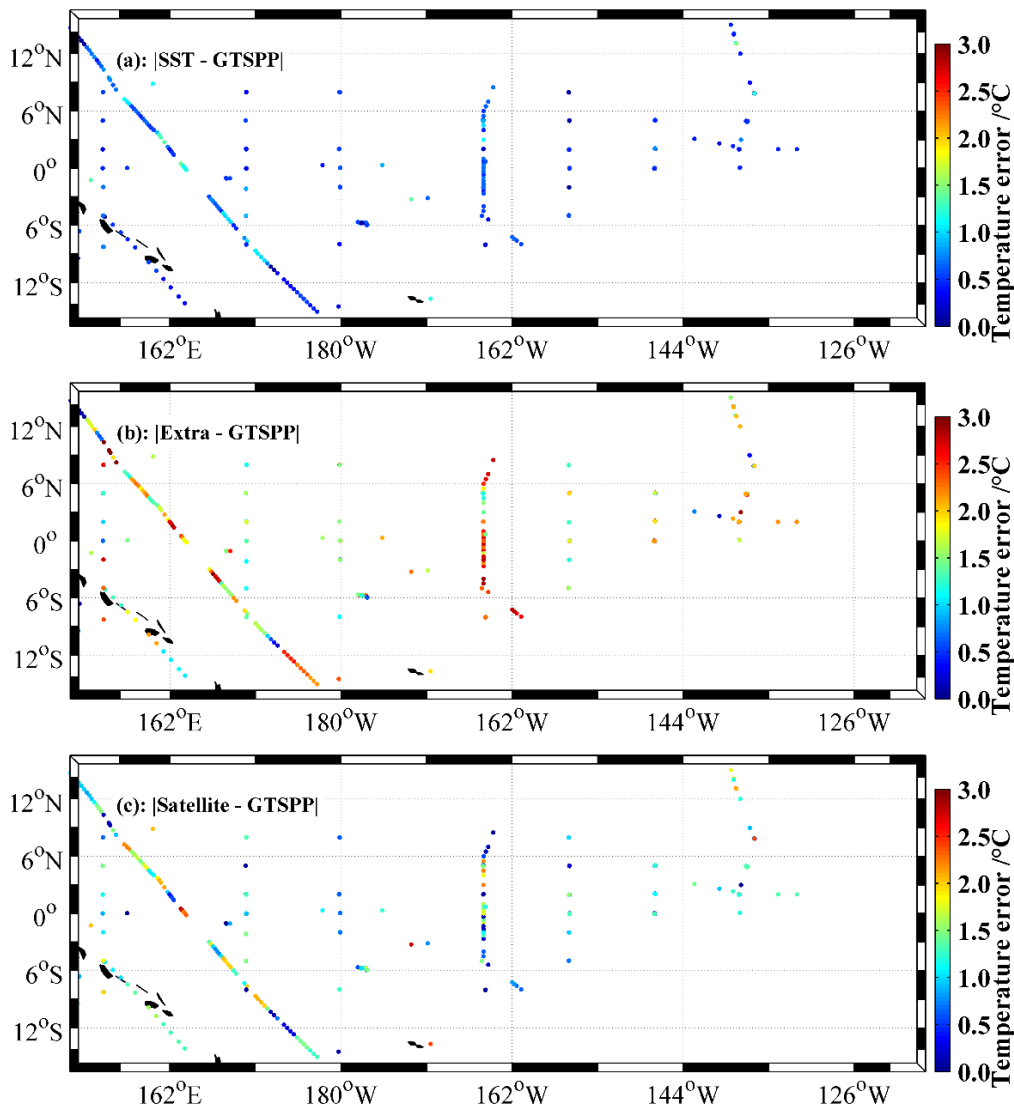 12°N
6°N
0°
6°S
12°S
(a): |SST - GTSPP|
162°E
180°W
162°W
144°W
126°W
3.0
2.5
2.0
1.5
1.0
0.5
0.0
Temperature error /°C
12°N
6°N
0°
6°S
12°S
(b): |Extra - GTSPP|
162°E
180°W
162°W
144°W
126°W
3.0
2.5
2.0
1.5
1.0
0.5
0.0
Temperature error /°C
12°N
6°N
0°
6°S
12°S
(c): |Satellite - GTSPP|
162°E
180°W
162°W
144°W
126°W
3.0
2.5
2.0
1.5
1.0
0.5
0.0
Temperature error /°C